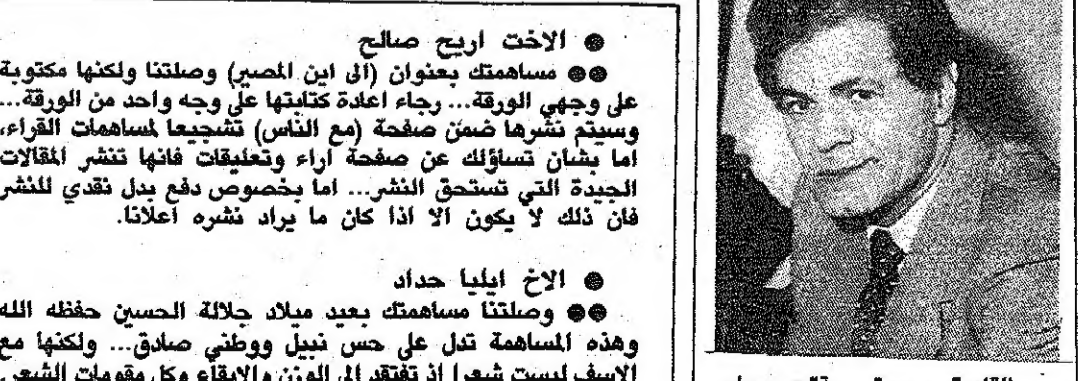 ● الاخت اريح صالح
●● مساهمتك بعنوان (الى اين المصير) وصلتنا ولكنها مكتوبة
على وجهي الورقة... رجاء اعادة كتابتها على وجه واحد من الورقة...
وسيتم نشرها ضمن صفحة (مع الناس) تشجيعا لمساهمات القراء،
اما بشان تساؤلك عن صفحة اراء وتعليقات فانها تنشر المقالات
الجيدة التي تستحق النشر... اما بخصوص دفع بدل نقدي للنشر
فان ذلك لا يكون الا اذا كان ما يراد نشره اعلانا.
● الاخ ايليا حداد
●● وصلتنا مساهمتك بعيد ميلاد جلالة الحسين حفظه الله
وهذه المساهمة تدل على حس نبيل ووطني صادق... ولكنها مع
الاسف ليست شعرا اذ تفتقد الى الوزن والايقاع وكل مقومات الشعر.